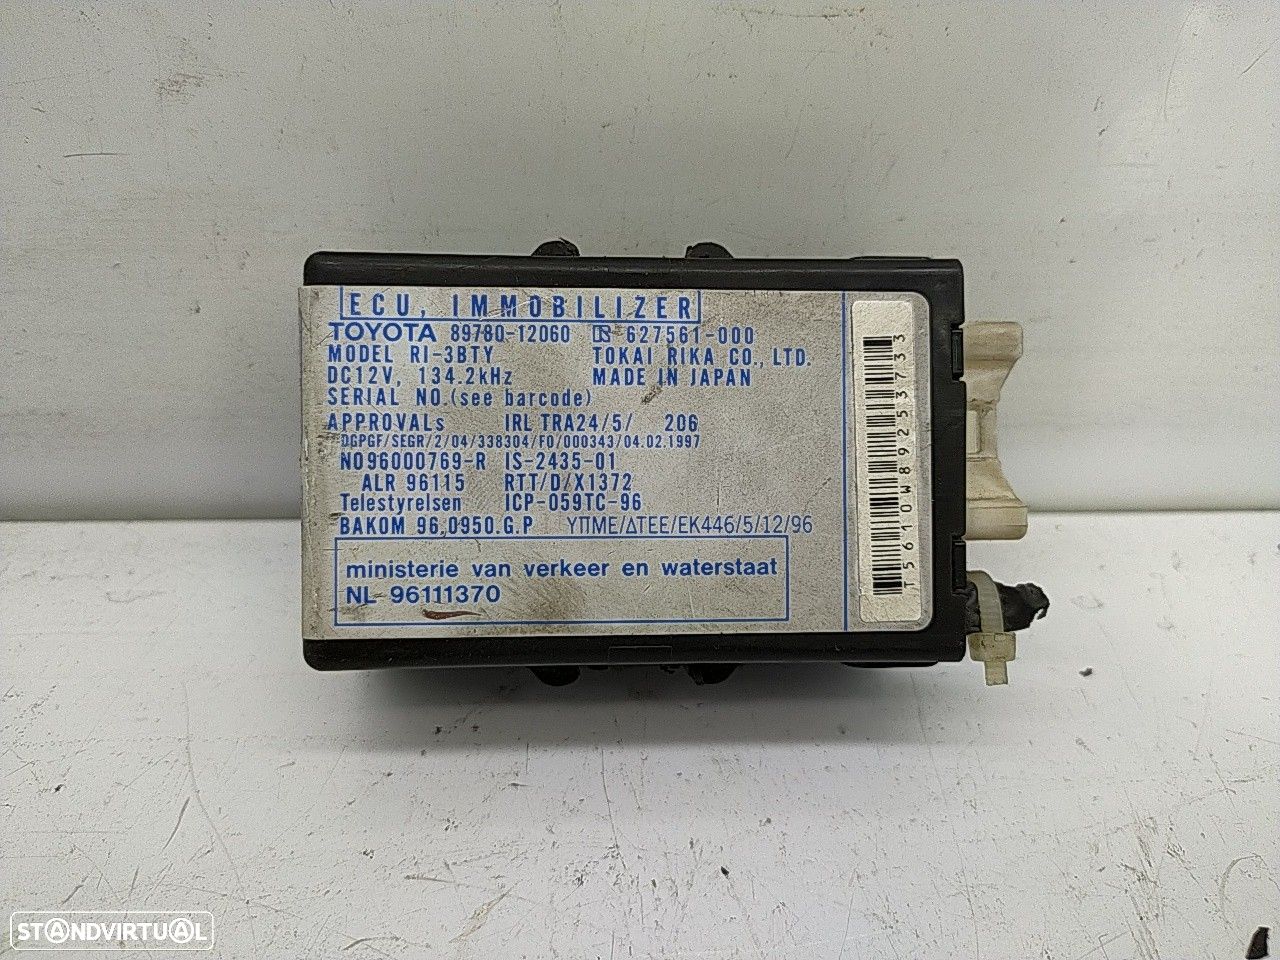 ECU, IMMOBILIZER
TOYOTA 89780-12060 627561-000
MODEL RI-3BTY TOKAI RIKA CO., LTD.
DC12V, 134.2kHz MADE IN JAPAN
SERIAL NO.(see barcode)
APPROVALs IRL TRA24/5/ 206
DGPGF/SEGR/2/04/338304/FO/000343/04.02.1997
NO96000769-R IS-2435-01
ALR 96115 RTT/D/X1372
Telestyrelsen ICP-059TC-96
BAKOM 96.0950.G.P ΥΠΜΕ/ΔΤΕΕ/EK446/5/12/96
ministerie van verkeer en waterstaat
NL 96111370
T5610W89253733
STANDVIRTUAL